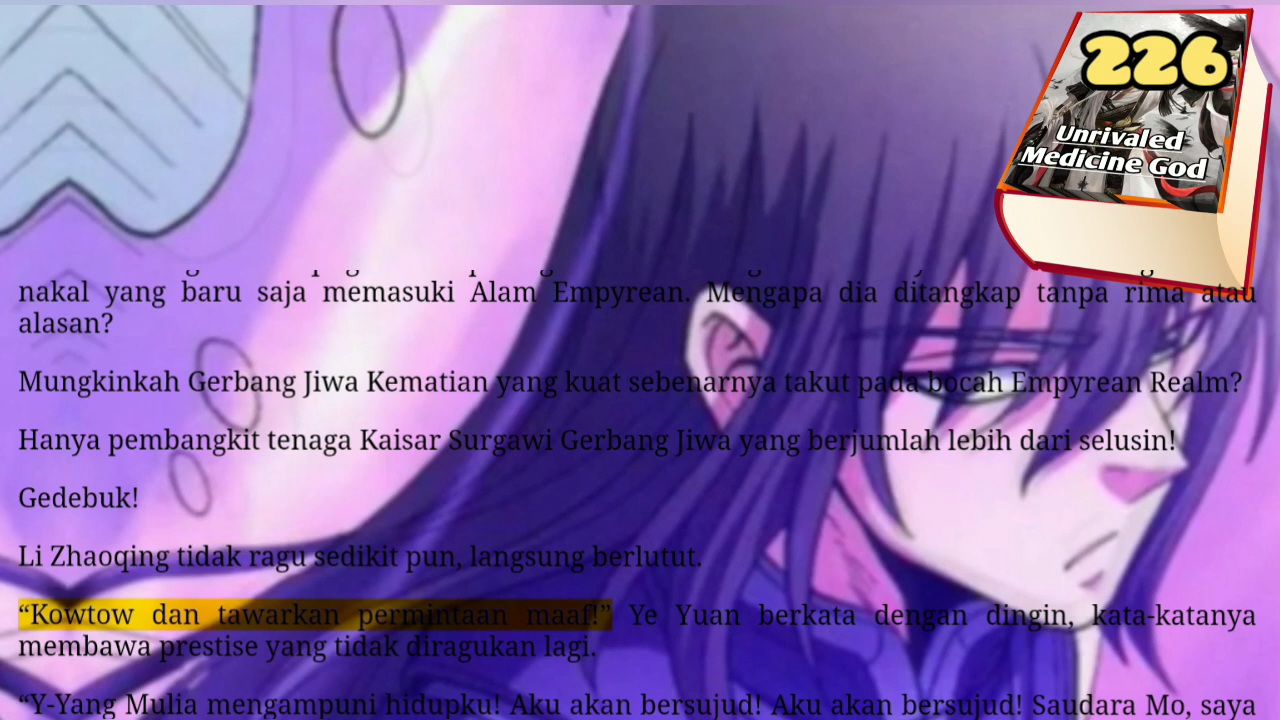 226
Unrivaled
Medicine God
nakal yang baru saja memasuki Alam Empyrean. Mengapa dia ditangkap tanpa rima atau
alasan?
Mungkinkah Gerbang Jiwa Kematian yang kuat sebenarnya takut pada bocah Empyrean Realm?
Hanya pembangkit tenaga Kaisar Surgawi Gerbang Jiwa yang berjumlah lebih dari selusin!
Gedebuk!
Li Zhaoqing tidak ragu sedikit pun, langsung berlutut.
“Kowtow dan tawarkan permintaan maaf!” Ye Yuan berkata dengan dingin, kata-katanya
membawa prestise yang tidak diragukan lagi.
“Y-Yang Mulia mengampuni hidupku! Aku akan bersujud! Aku akan bersujud! Saudara Mo, saya